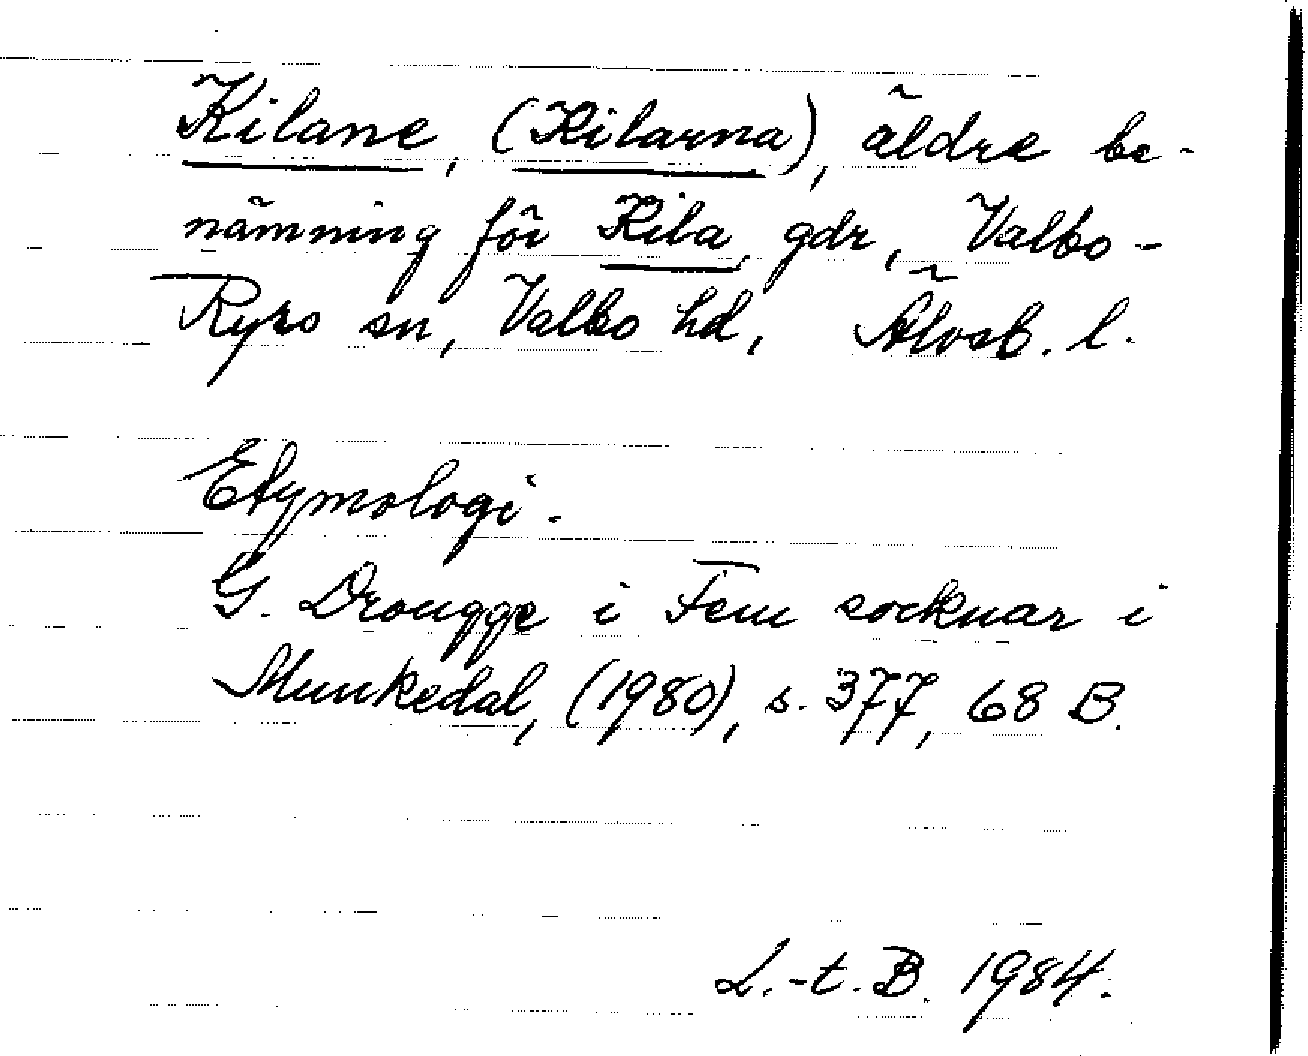 Kilane, (Kilarna), äldre be-
nämning för Kila gdr, Valbo-
Ryrs sn, Valbo hd, Älvsb. l.
Etymologi.
G. Drougge i Fem socknar i
Munkedal, (1980), s. 377, 68 B.
L.-t. B. 1984.